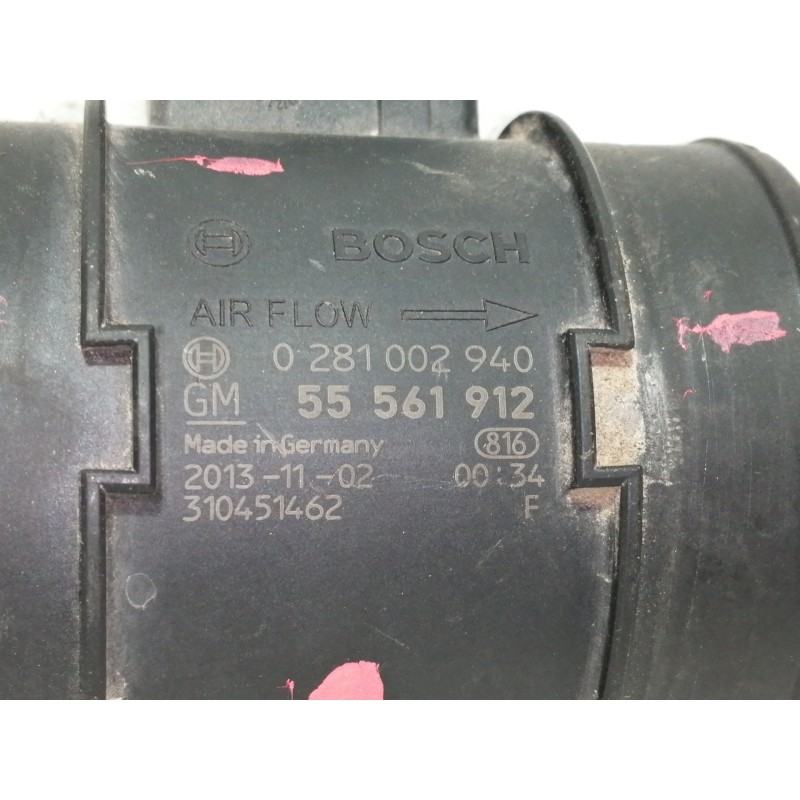 BOSCH
AIR FLOW
0 281 002 940
GM 55 561 912
Made in Germany 816
2013-11-02 00:34
310451462 F